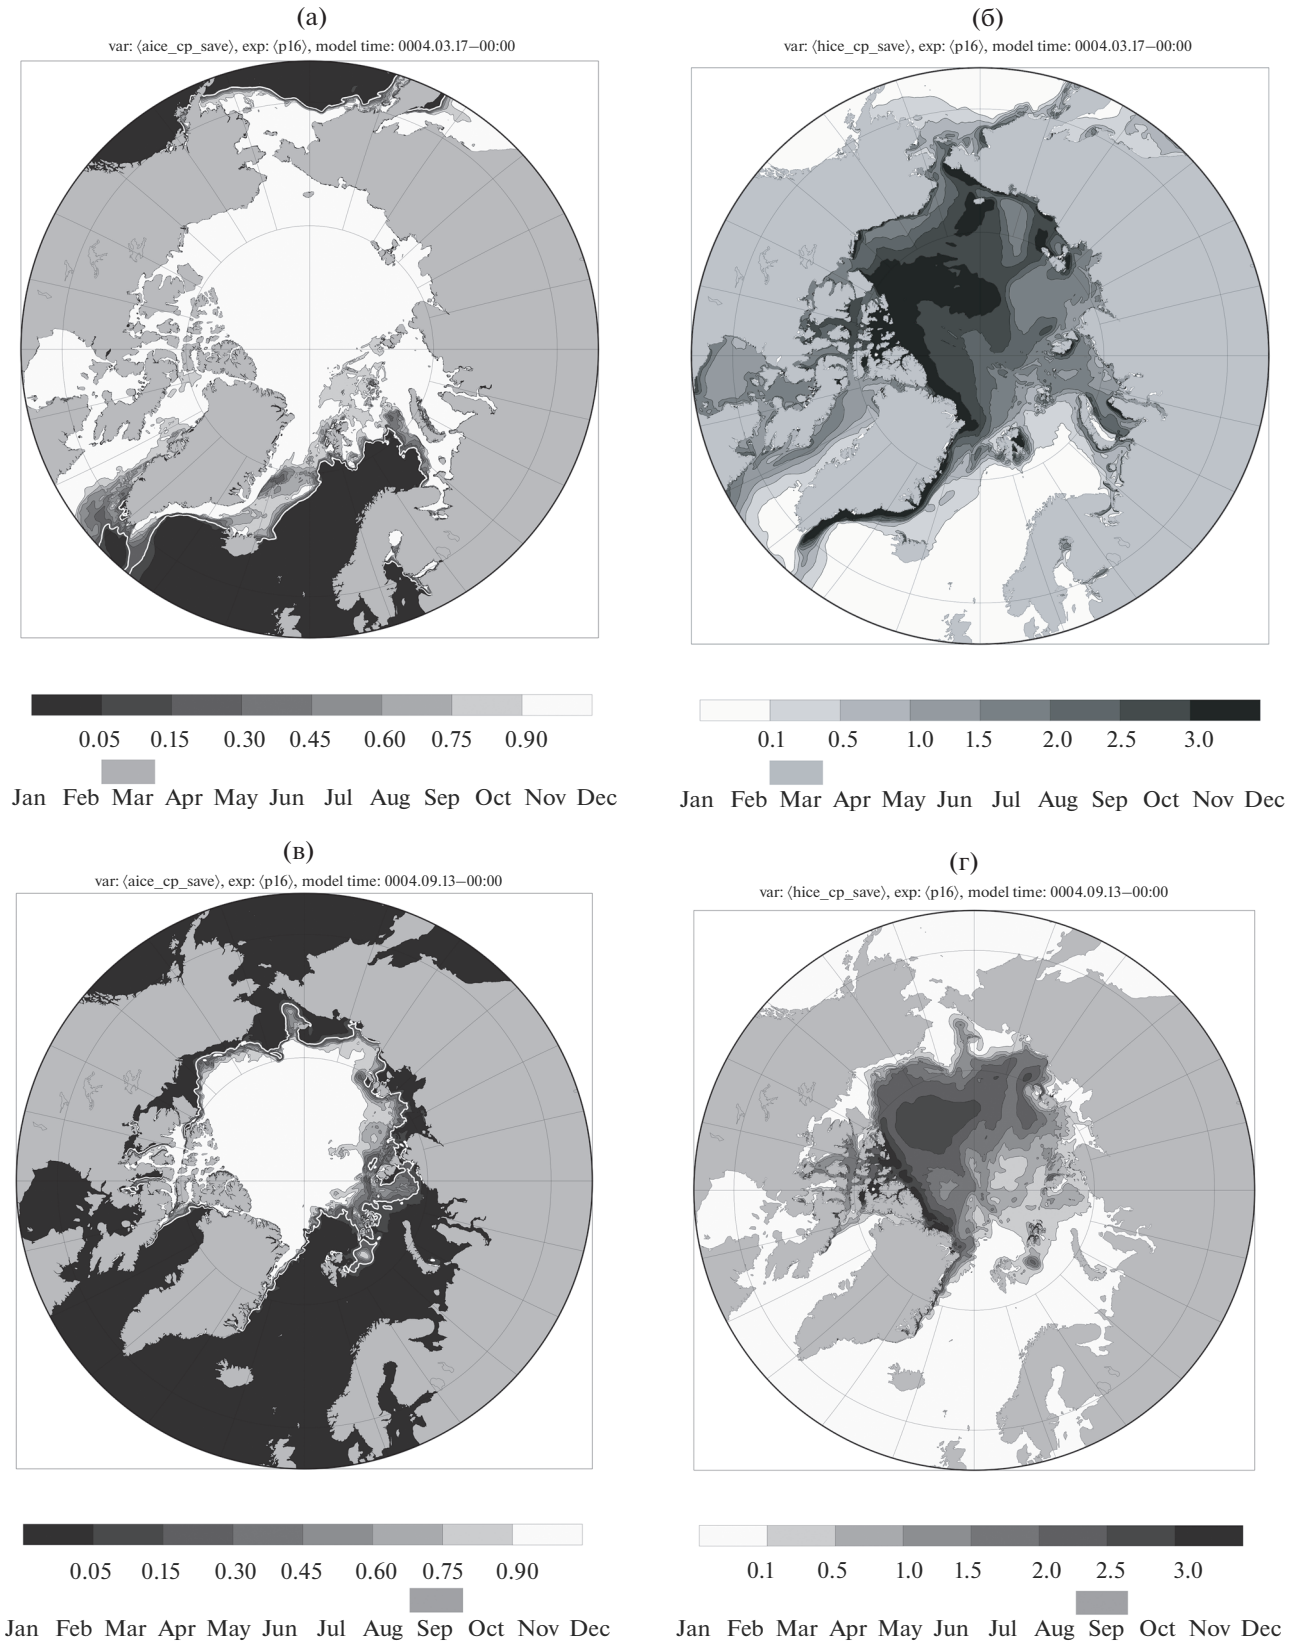 (а)
var: ⟨aice_cp_save⟩, exp: ⟨p16⟩, model time: 0004.03.17−00:00
(б)
var: ⟨hice_cp_save⟩, exp: ⟨p16⟩, model time: 0004.03.17−00:00
0.05 0.15 0.30 0.45 0.60 0.75 0.90
Jan Feb Mar Apr May Jun Jul Aug Sep Oct Nov Dec
0.1 0.5 1.0 1.5 2.0 2.5 3.0
Jan Feb Mar Apr May Jun Jul Aug Sep Oct Nov Dec
(в)
var: ⟨aice_cp_save⟩, exp: ⟨p16⟩, model time: 0004.09.13−00:00
(г)
var: ⟨hice_cp_save⟩, exp: ⟨p16⟩, model time: 0004.09.13−00:00
0.05 0.15 0.30 0.45 0.60 0.75 0.90
Jan Feb Mar Apr May Jun Jul Aug Sep Oct Nov Dec
0.1 0.5 1.0 1.5 2.0 2.5 3.0
Jan Feb Mar Apr May Jun Jul Aug Sep Oct Nov Dec